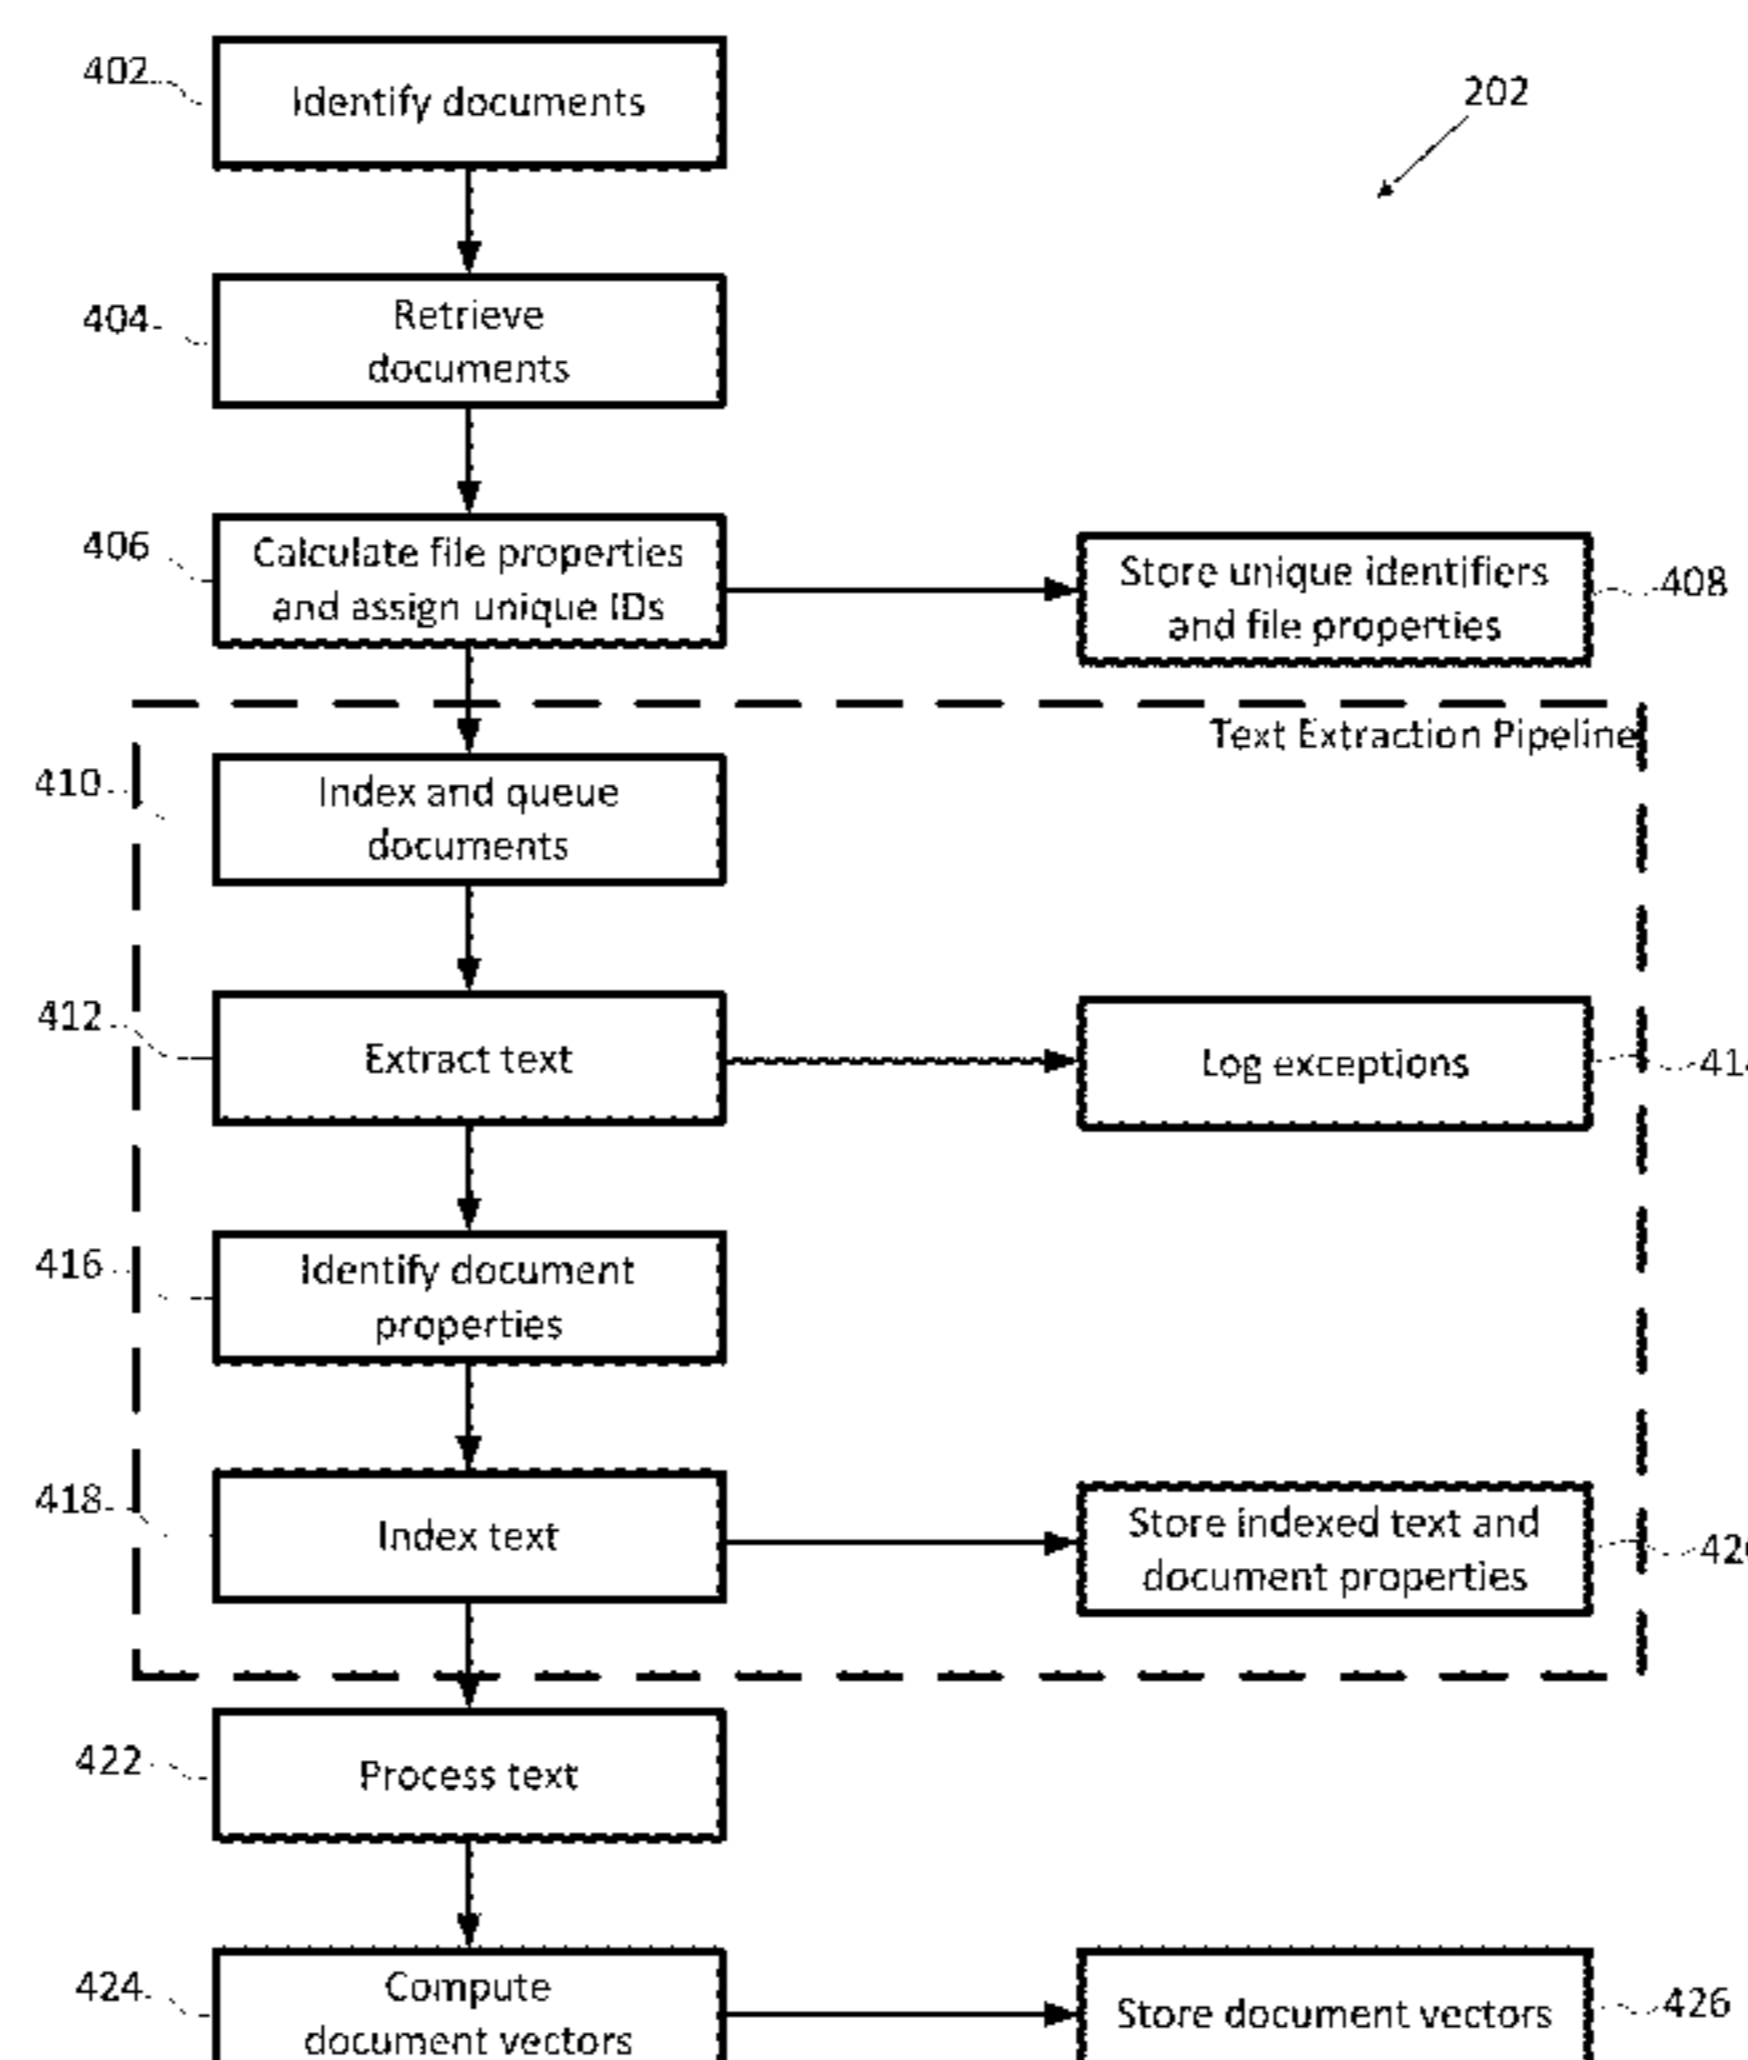 402
Identify documents
202
404
Retrieve
documents
406
Calculate file properties
and assign unique IDs
Store unique identifiers
and file properties
408
Text Extraction Pipeline
410
Index and queue
documents
412
Extract text
Log exceptions
416
Identify document
properties
418
Index text
Store indexed text and
document properties
422
Process text
424
Compute
document vectors
Store document vectors
426